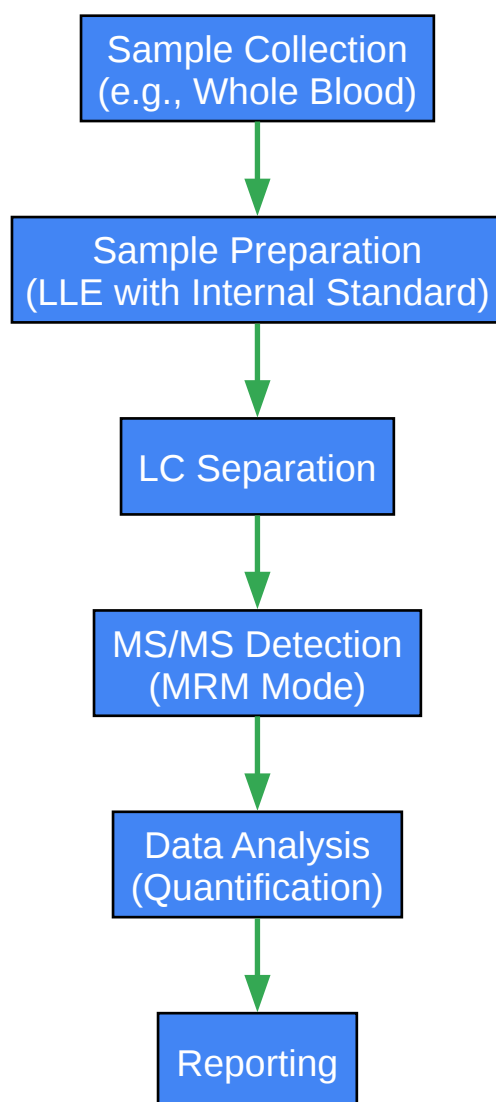 Sample Collection
(e.g., Whole Blood)
Sample Preparation
(LLE with Internal Standard)
LC Separation
MS/MS Detection
(MRM Mode)
Data Analysis
(Quantification)
Reporting